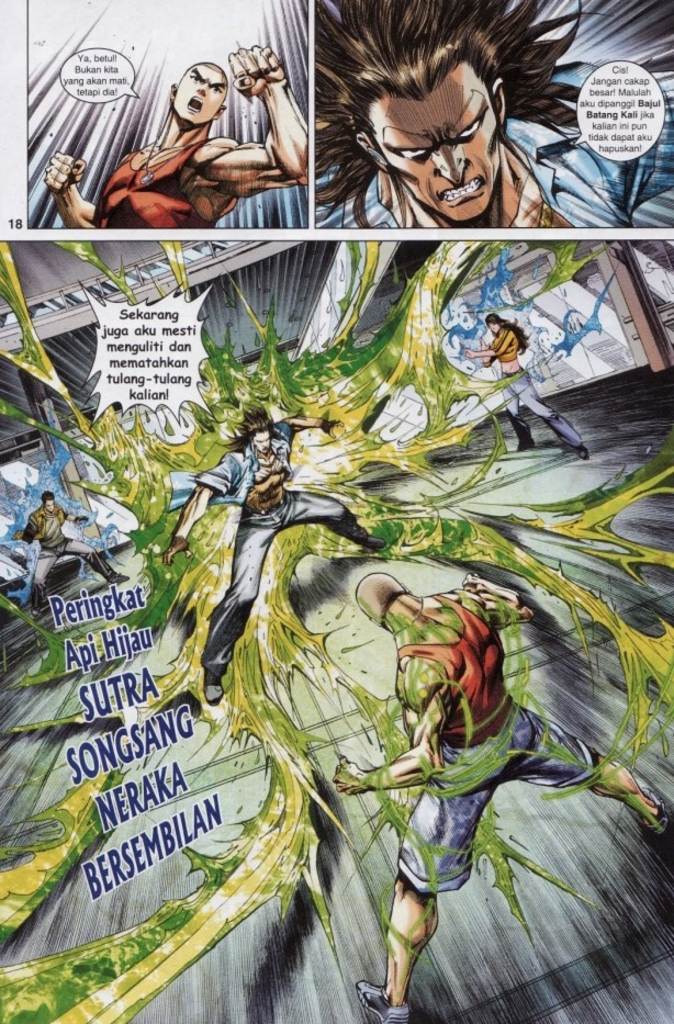 Ya, betul!
Bukan kita
yang akan mati,
tetapi dia!
Cis!
Jangan cakap
besar! Malulah
aku dipanggil Bajul
Batang Kali jika
kalian ini pun
tidak dapat aku
hapuskan!
18
Sekarang
juga aku mesti
menguliti dan
mematahkan
tulang-tulang
kalian!
Peringkat
Api Hijau
SUTRA
SONGSANG
NERAKA
BERSEMBILAN